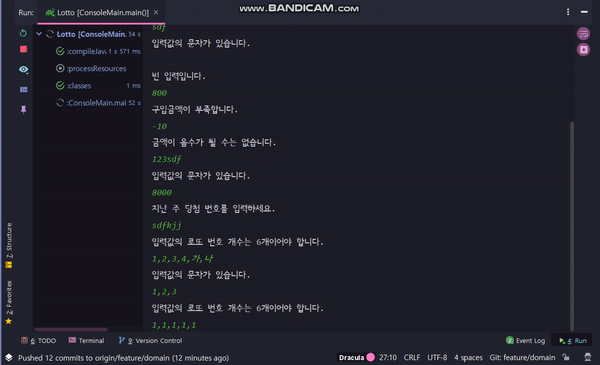 www.BANDICAM.com
Run: Lotto [ConsoleMain.main()] ×
Lotto [ConsoleMain. 54 s
:compileJav. 1 s 571 ms
:processResources
:classes 1 ms
:ConsoleMain.mai 52 s
sdf
입력값의 문자가 있습니다.
빈 입력입니다.
800
구입금액이 부족합니다.
-10
금액이 음수가 될 수는 없습니다.
123sdf
입력값의 문자가 있습니다.
8000
지난 주 당첨 번호를 입력하세요.
sdfkjj
입력값의 로또 번호 개수는 6개이어야 합니다.
1,2,3,4,가,나
입력값의 문자가 있습니다.
1,2,3
입력값의 로또 번호 개수는 6개이어야 합니다.
1,1,1,1,1
7: Structure
2: Favorites
6: TODO Terminal 9: Version Control 2 Event Log 4: Run
Pushed 12 commits to origin/feature/domain (12 minutes ago) Dracula 27:10 CRLF UTF-8 4 spaces Git: feature/domain